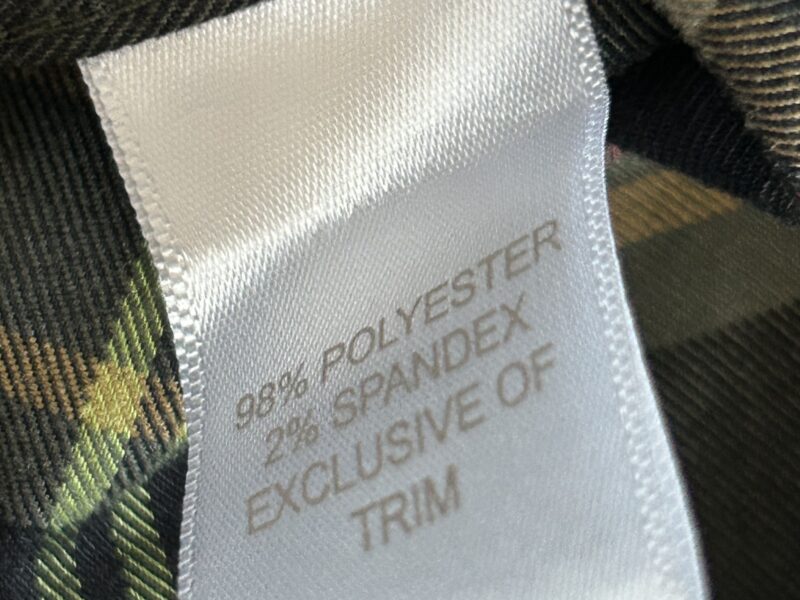 98% POLYESTER
2% SPANDEX
EXCLUSIVE OF
TRIM